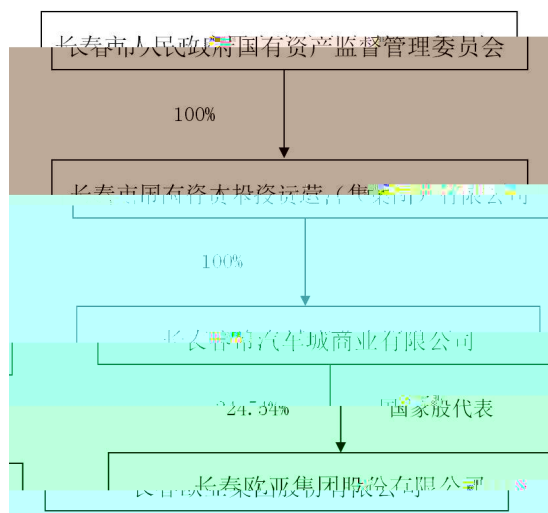 长春市人民政府国有资产监督管理委员会
100%
长春市国有资本投资运营（集团）有限公司
100%
长春市汽车城商业有限公司
24.54% 国家股代表
长春欧亚集团股份有限公司